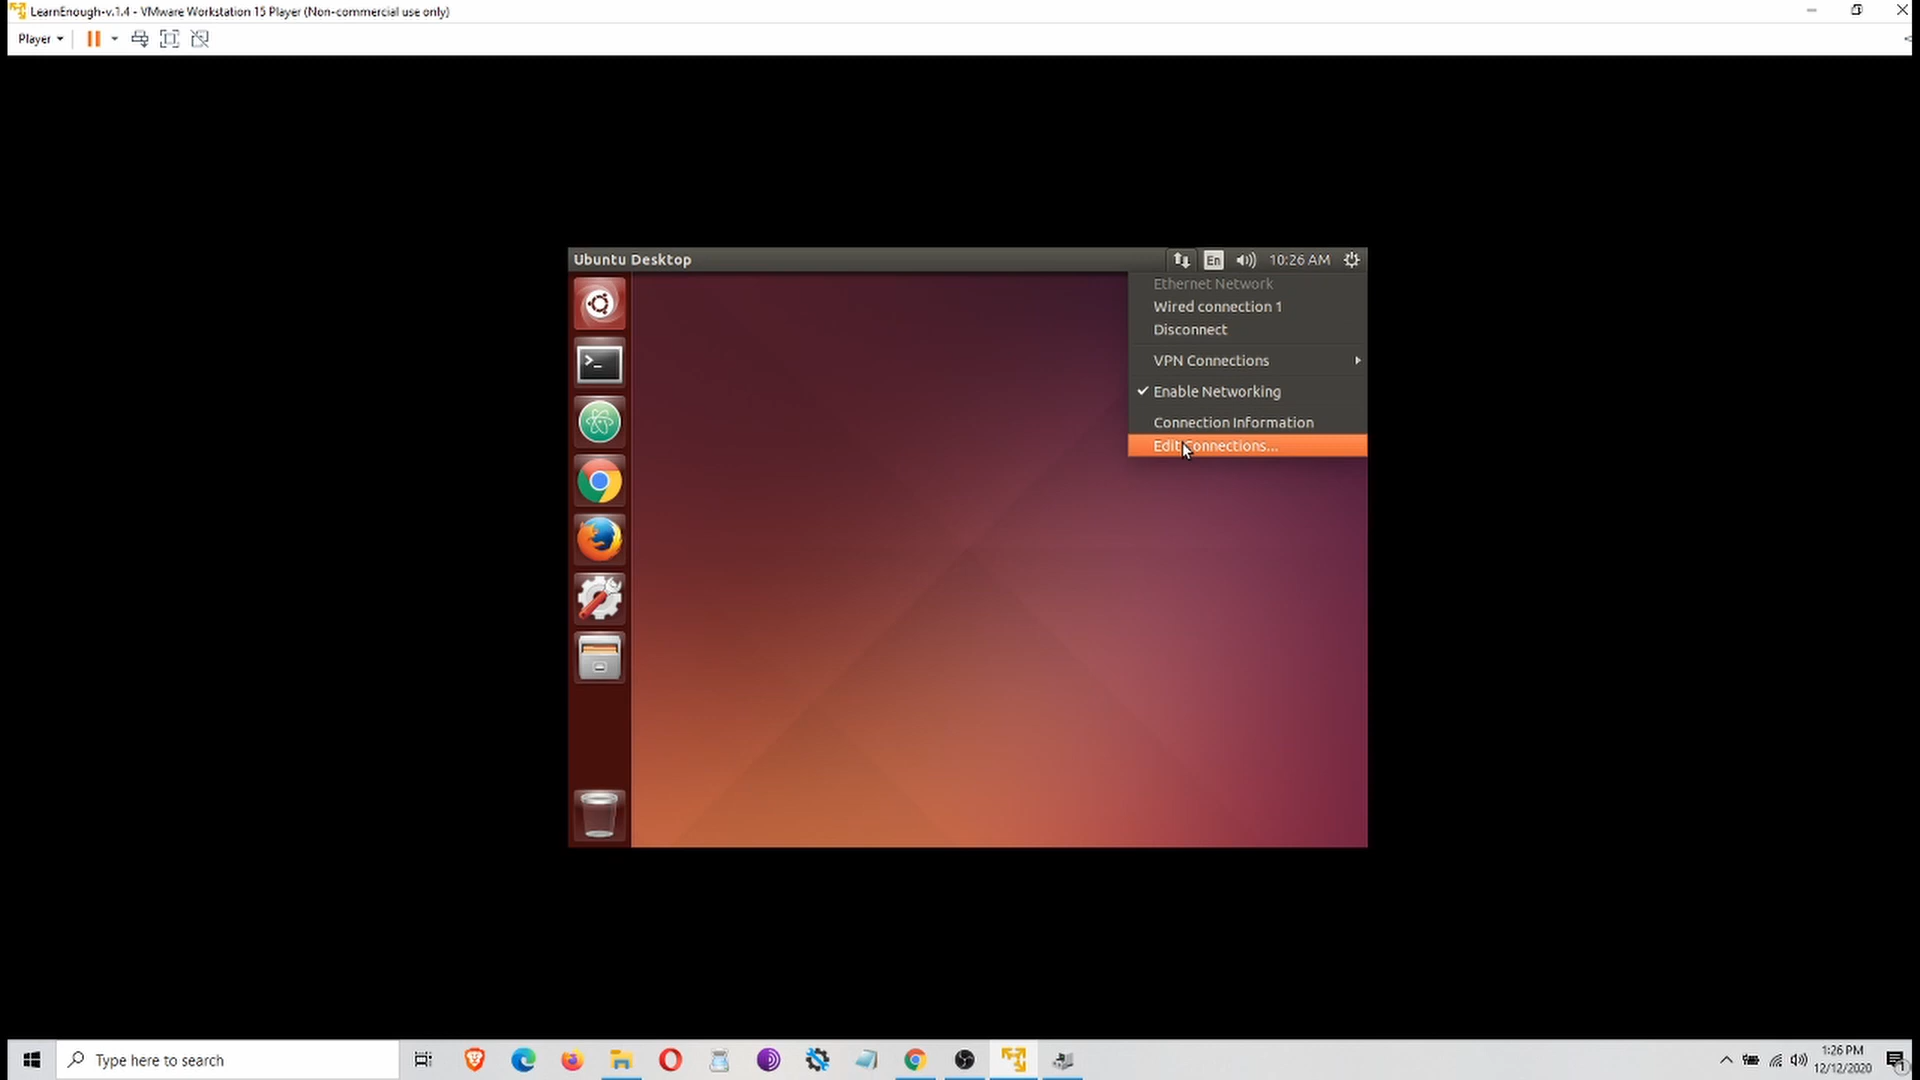 LearnEnough-v.1.4 - VMware Workstation 15 Player (Non-commercial use only)
Player
Ubuntu Desktop
En
10:26 AM
Ethernet Network
Wired connection 1
Disconnect
VPN Connections
Enable Networking
Connection Information
Edit Connections...
>_
Type here to search
1:26 PM
12/12/2020
1